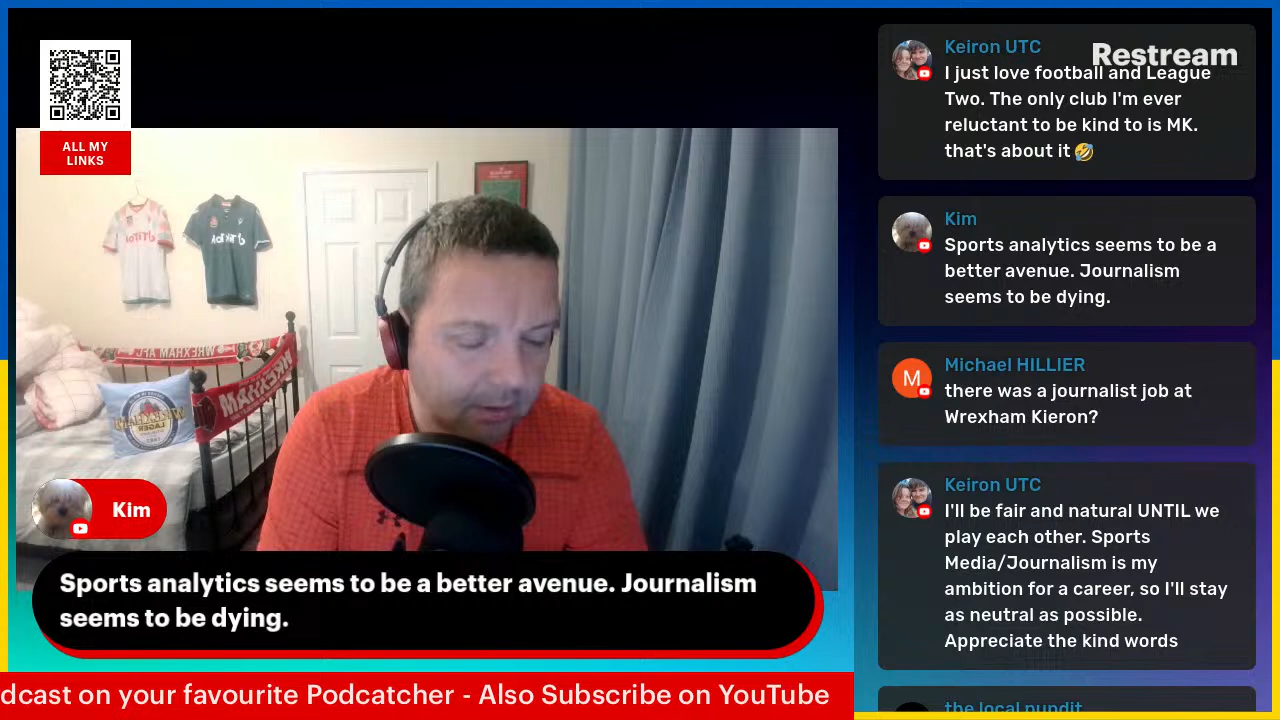 ALL MY
LINKS
WREXHAM AFC
WREXHAM
WREXHAM
LAGER
Kim
Sports analytics seems to be a better avenue. Journalism
seems to be dying.
dcast on your favourite Podcatcher - Also Subscribe on YouTube
Restream
Keiron UTC
I just love football and League
Two. The only club I'm ever
reluctant to be kind to is MK.
that's about it 🤣
Kim
Sports analytics seems to be a
better avenue. Journalism
seems to be dying.
M
Michael HILLIER
there was a journalist job at
Wrexham Kieron?
Keiron UTC
I'll be fair and natural UNTIL we
play each other. Sports
Media/Journalism is my
ambition for a career, so I'll stay
as neutral as possible.
Appreciate the kind words
the local pundit